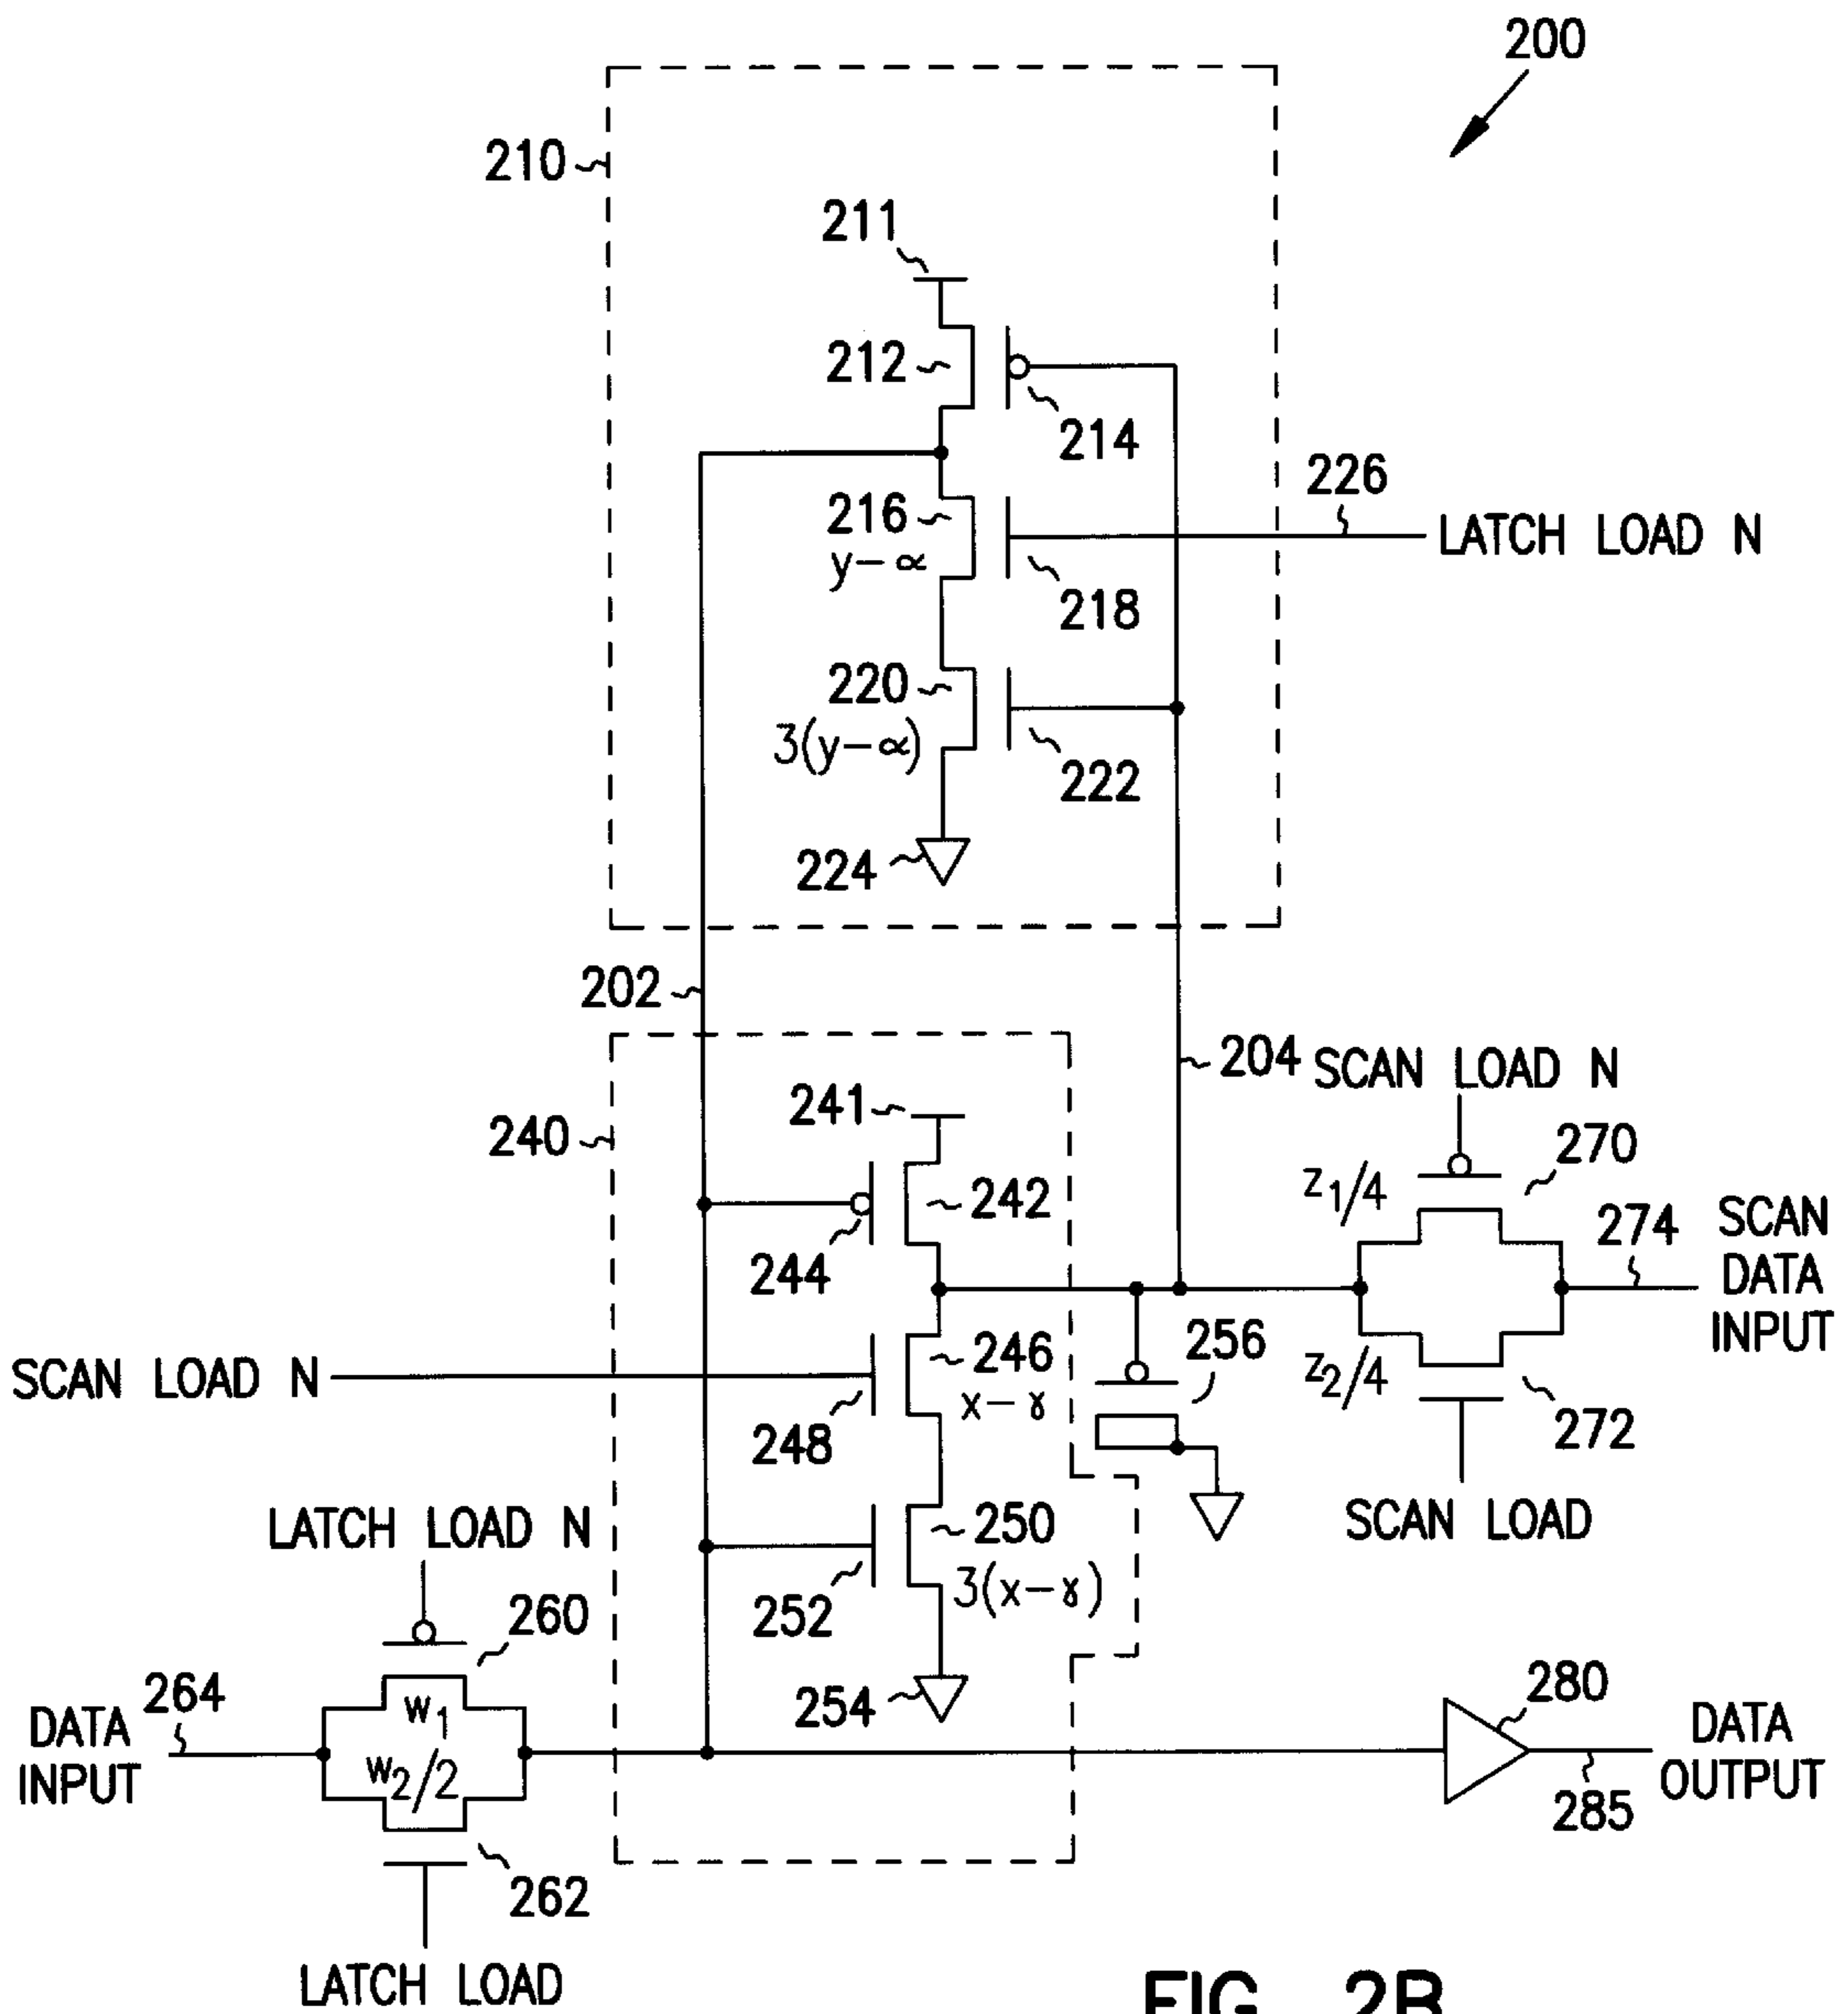 200
210
211
212
214
226
216
y-α
LATCH LOAD N
218
220
3(y-α)
222
224
202
204
SCAN LOAD N
241
240
270
z1/4
242
274
SCAN
DATA
INPUT
244
256
246
x-γ
SCAN LOAD N
z2/4
248
272
SCAN LOAD
LATCH LOAD N
250
3(x-γ)
252
260
264
254
280
DATA
INPUT
w1
w2/2
DATA
OUTPUT
285
262
LATCH LOAD
FIG. 2B